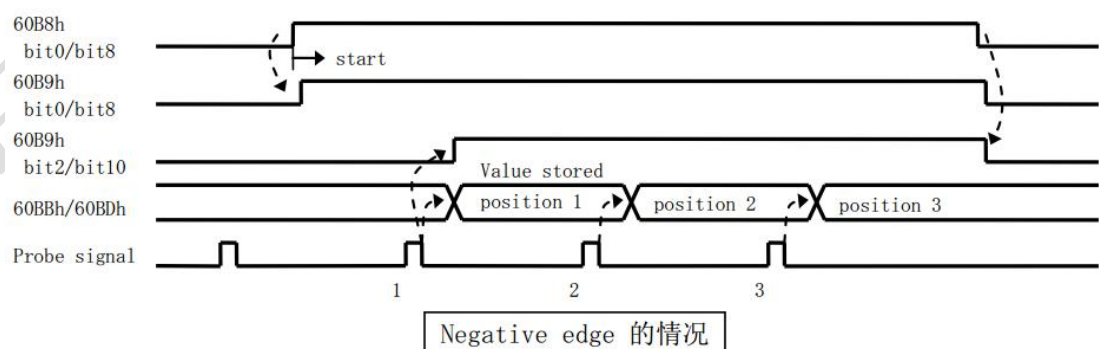 60B8h
bit0/bit8
start
60B9h
bit0/bit8
60B9h
bit2/bit10
Value stored
60BBh/60BDh
position 1
position 2
position 3
Probe signal
1
2
3
Negative edge 的情况